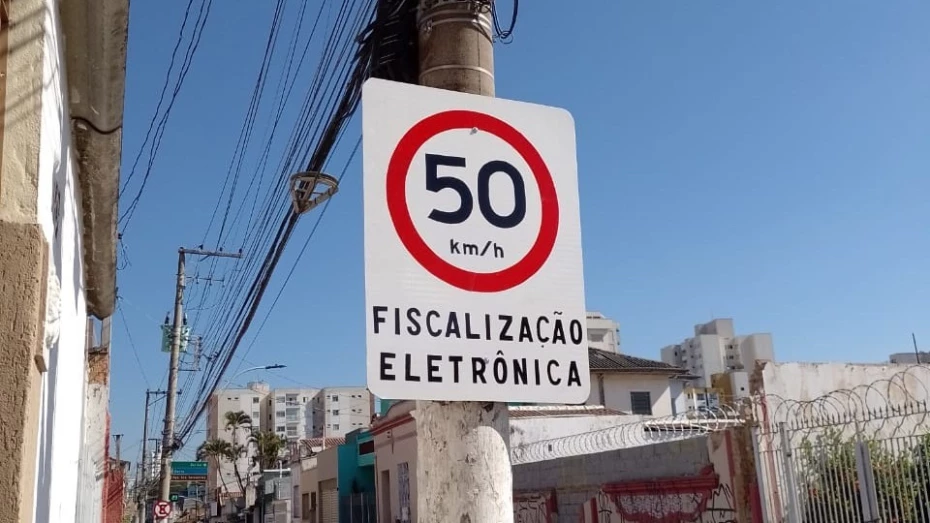 50
km/h
FISCALIZAÇÃO
ELETRÔNICA